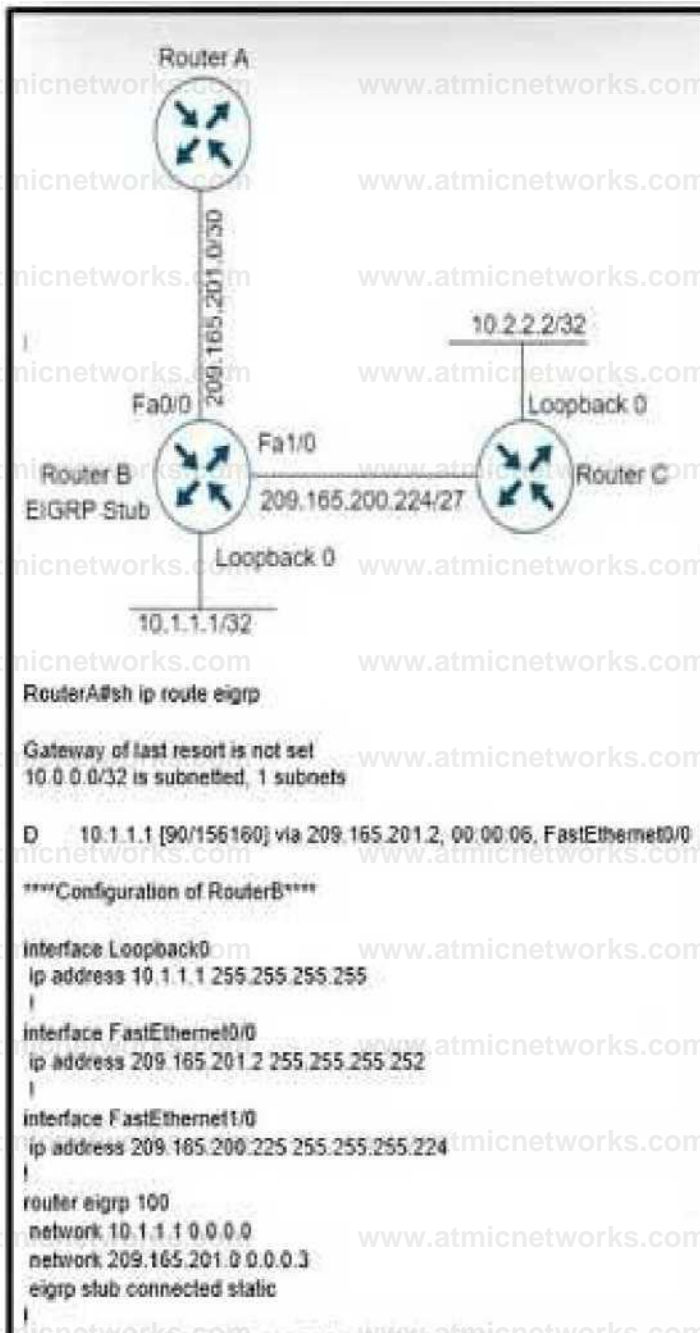 Router A
www.atmicnetworks.com
209.165.201.0/30
10.2.2.2/32
Fa0/0
Loopback 0
Fa1/0
Router B
Router C
EIGRP Stub
209.165.200.224/27
Loopback 0
10.1.1.1/32
RouterA#sh ip route eigrp
Gateway of last resort is not set
10.0.0.0/32 is subnetted, 1 subnets
D 10.1.1.1 [90/156160] via 209.165.201.2, 00:00:06, FastEthernet0/0
****Configuration of RouterB****
interface Loopback0
ip address 10.1.1.1 255.255.255.255
!
interface FastEthernet0/0
ip address 209.165.201.2 255.255.255.252
!
interface FastEthernet1/0
ip address 209.165.200.225 255.255.255.224
!
router eigrp 100
network 10.1.1.1 0.0.0.0
network 209.165.201.0 0.0.0.3
eigrp stub connected static
!